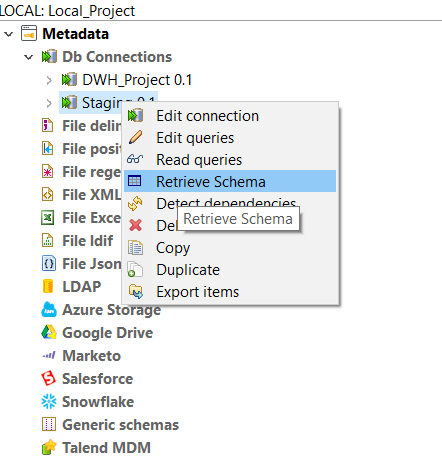 LOCAL: Local_Project
Metadata
Db Connections
DWH_Project 0.1
Staging 0.1
Edit connection
File delim
Edit queries
File posit
Read queries
File rege
Retrieve Schema
File XML
Detect dependencies
File Exce
Retrieve Schema
File ldif
Copy
File Json
Duplicate
LDAP
Export items
Azure Storage
Google Drive
Marketo
Salesforce
Snowflake
Generic schemas
Talend MDM